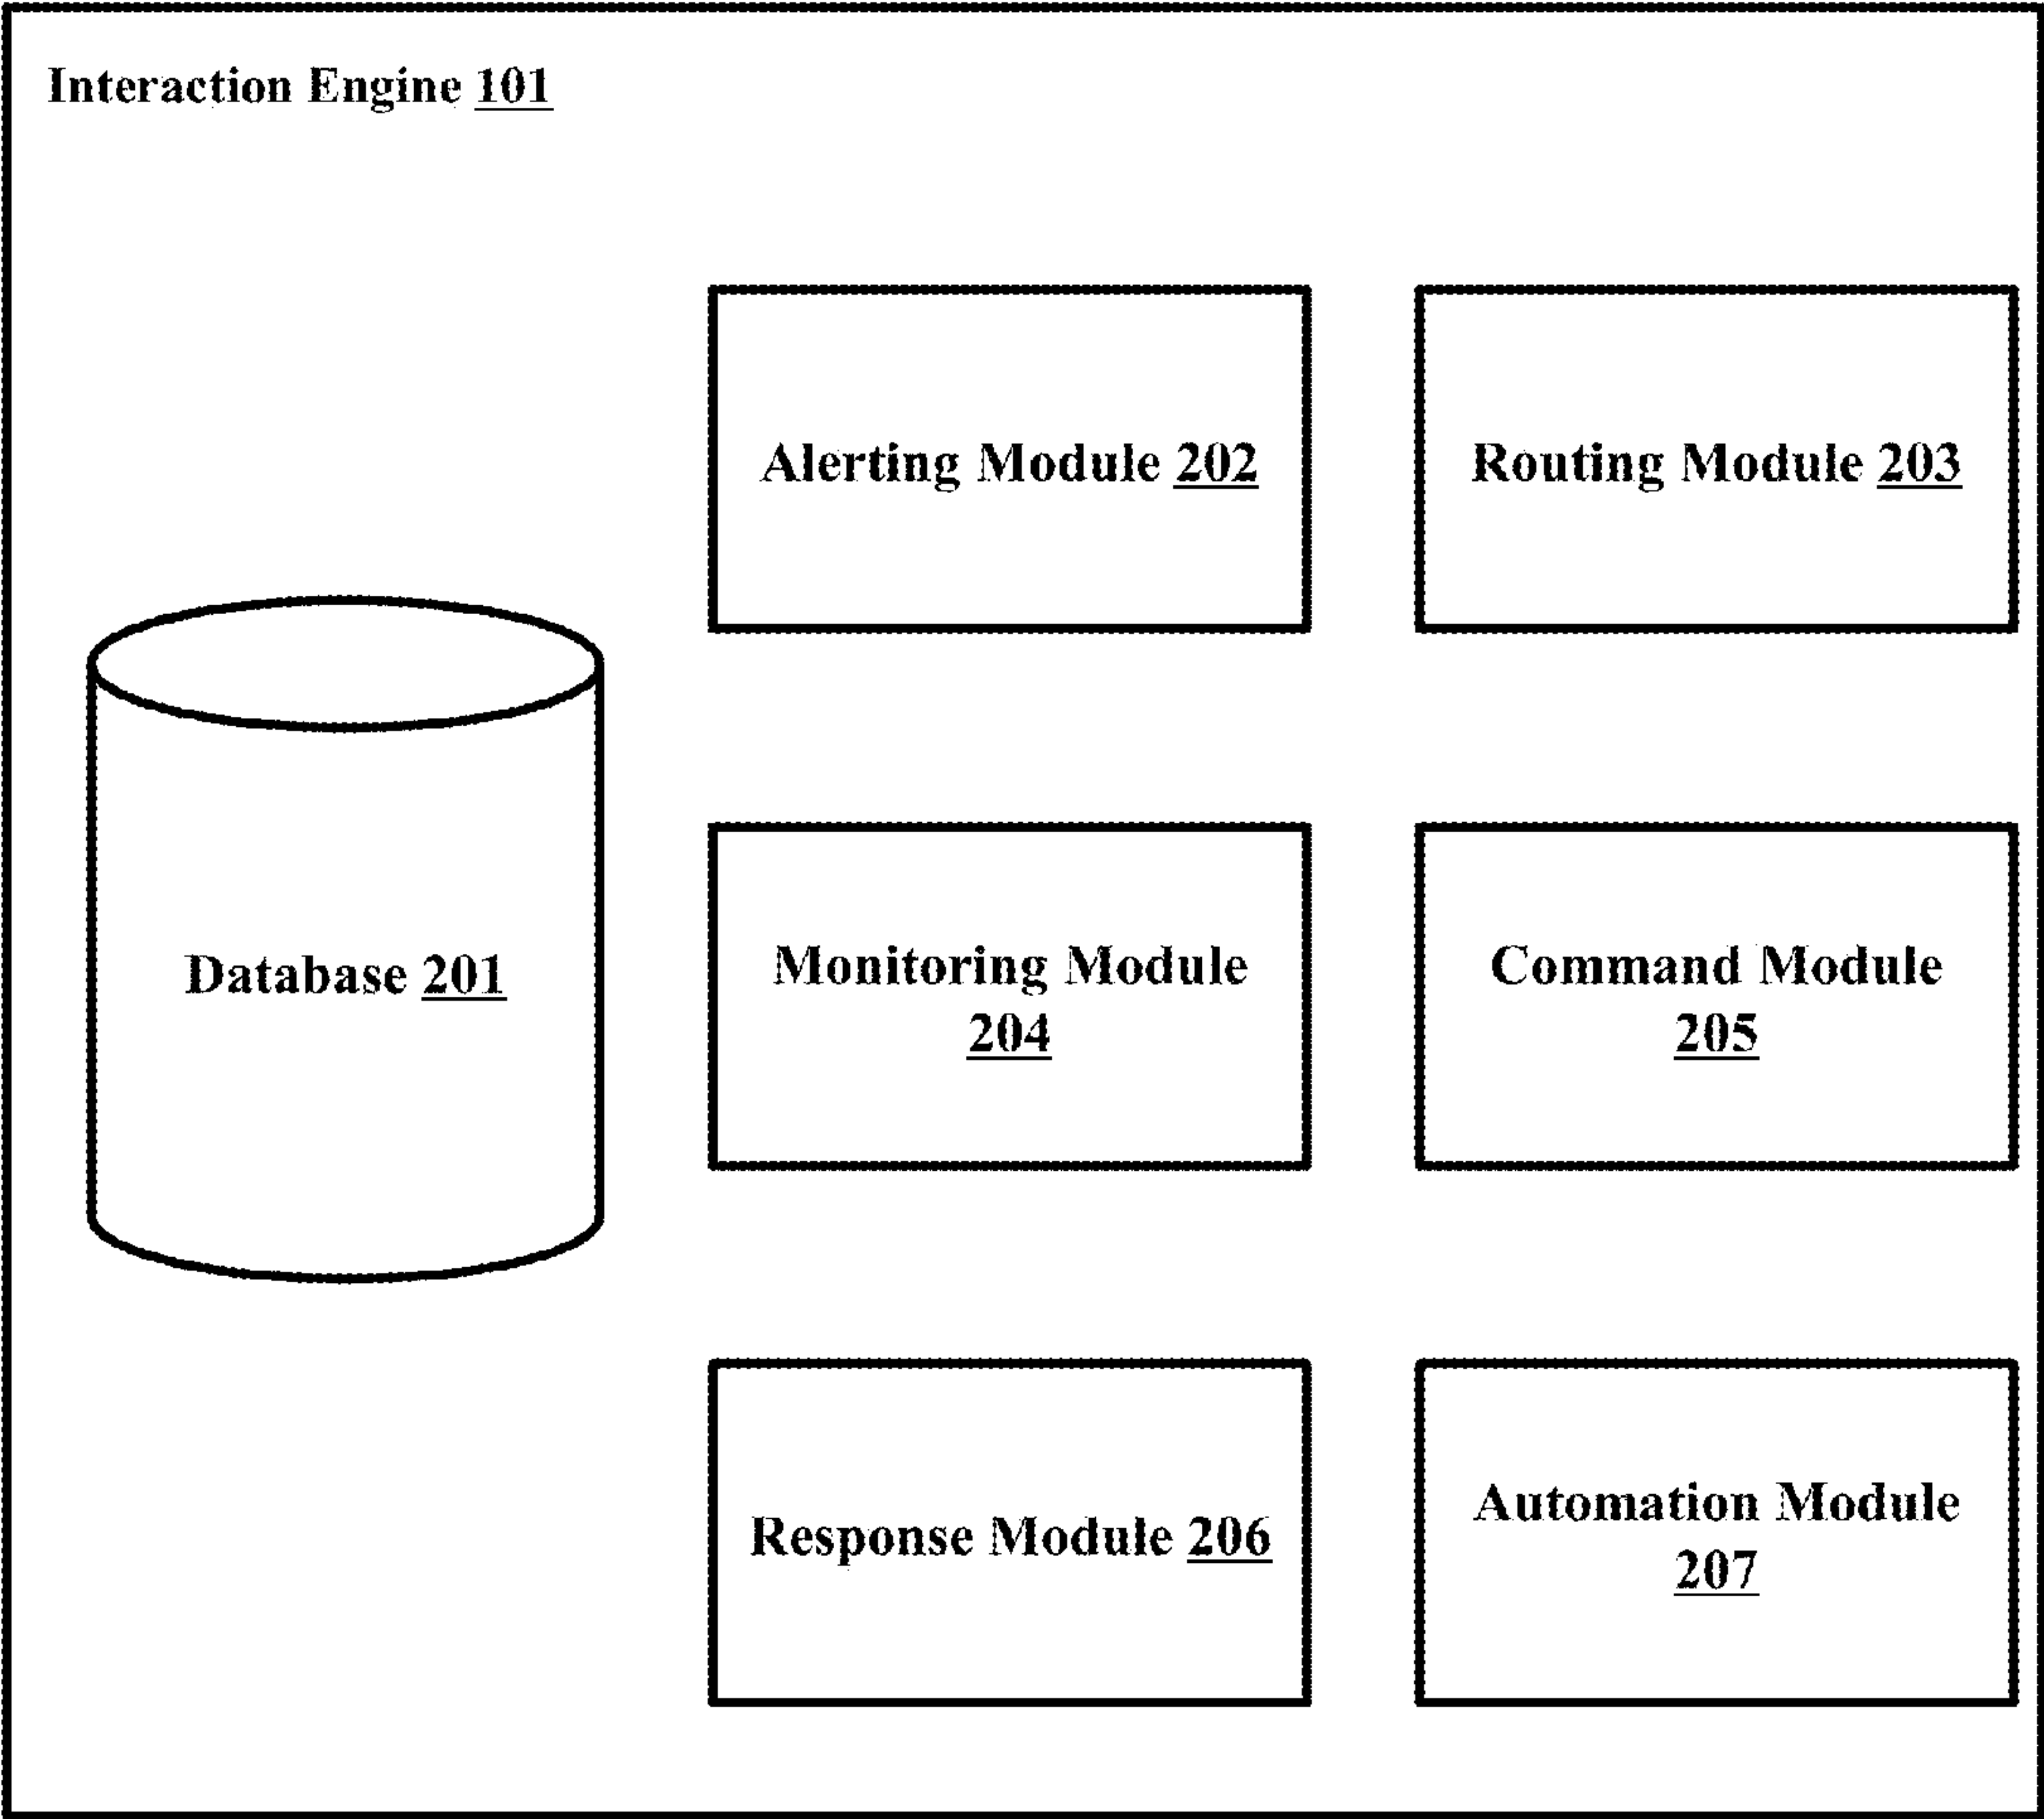 Interaction Engine 101
Alerting Module 202
Routing Module 203
Database 201
Monitoring Module
204
Command Module
205
Response Module 206
Automation Module
207